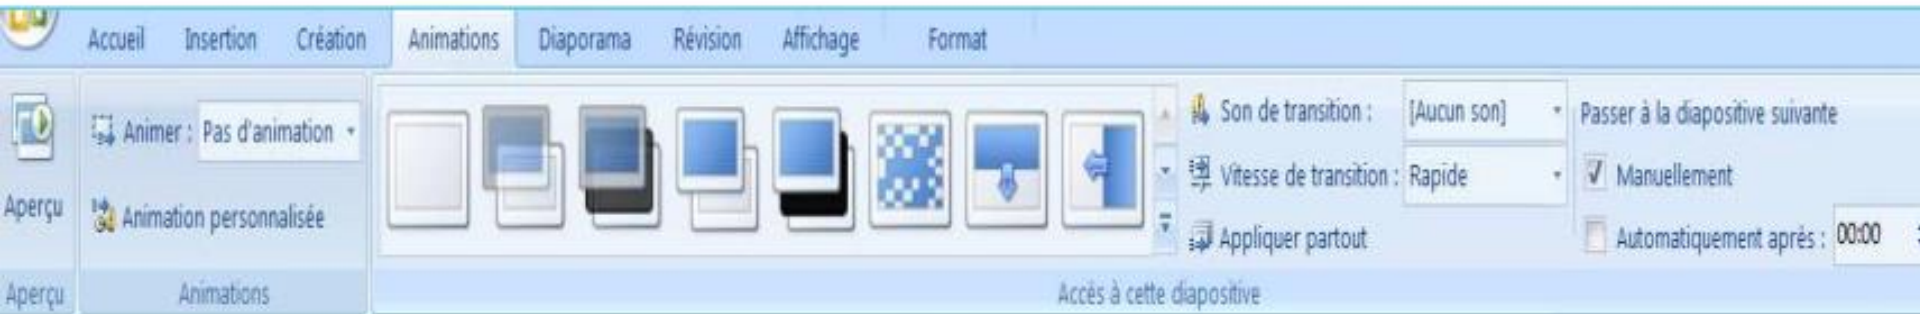 Accueil Insertion Création Animations Diaporama Révision Affichage Format
Animer : Pas d'animation
Animation personnalisée
Aperçu
Son de transition : [Aucun son]
Vitesse de transition : Rapide
Appliquer partout
Passer à la diapositive suivante
Manuellement
Automatiquement après : 00:00
Aperçu Animations Accès à cette diapositive